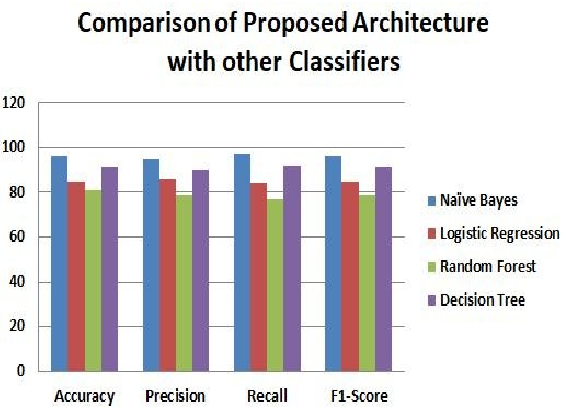 Comparison of Proposed Architecture
with other Classifiers
120
100
80
60
40
20
0
Accuracy Precision Recall F1-Score
Naïve Bayes
Logistic Regression
Random Forest
Decision Tree